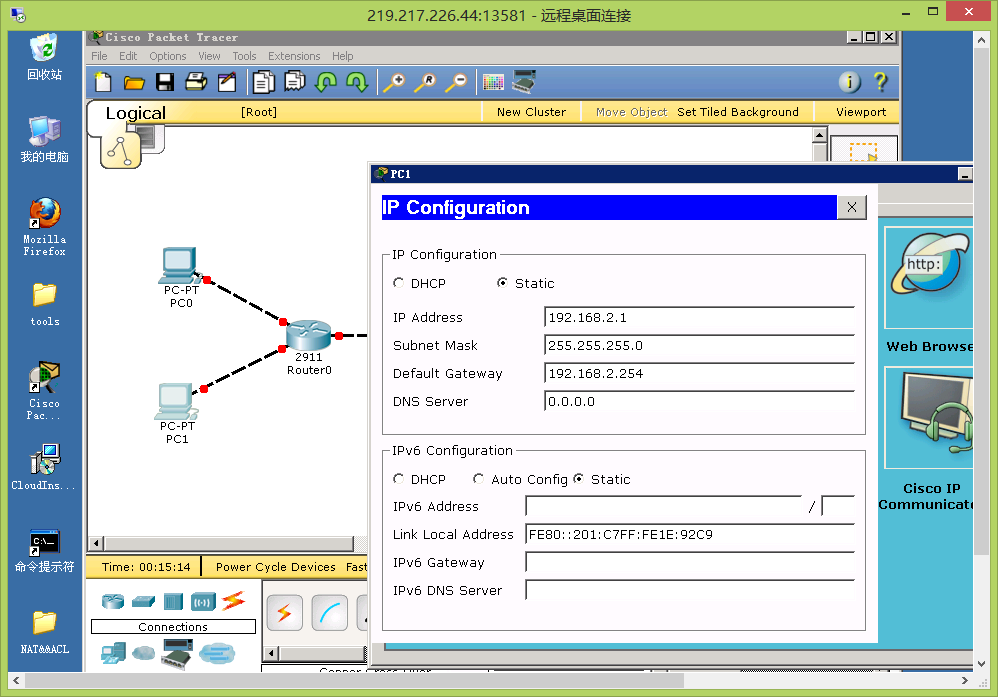 219.217.226.44:13581 - 远程桌面连接
回收站
我的电脑
Mozilla
Firefox
tools
Cisco
Pac...
CloudIns...
C:\_
命令提示符
NAT&&ACL
Cisco Packet Tracer
File Edit Options View Tools Extensions Help
Logical [Root] New Cluster Move Object Set Tiled Background Viewport
PC-PT
PC0
2911
Router0
PC-PT
PC1
Time: 00:15:14 Power Cycle Devices Fast
Connections
PC1
IP Configuration X
IP Configuration
DHCP Static
IP Address 192.168.2.1
Subnet Mask 255.255.255.0
Default Gateway 192.168.2.254
DNS Server 0.0.0.0
IPv6 Configuration
DHCP Auto Config Static
IPv6 Address /
Link Local Address FE80::201:C7FF:FE1E:92C9
IPv6 Gateway
IPv6 DNS Server
http:
Web Browse
Cisco IP
Communicato